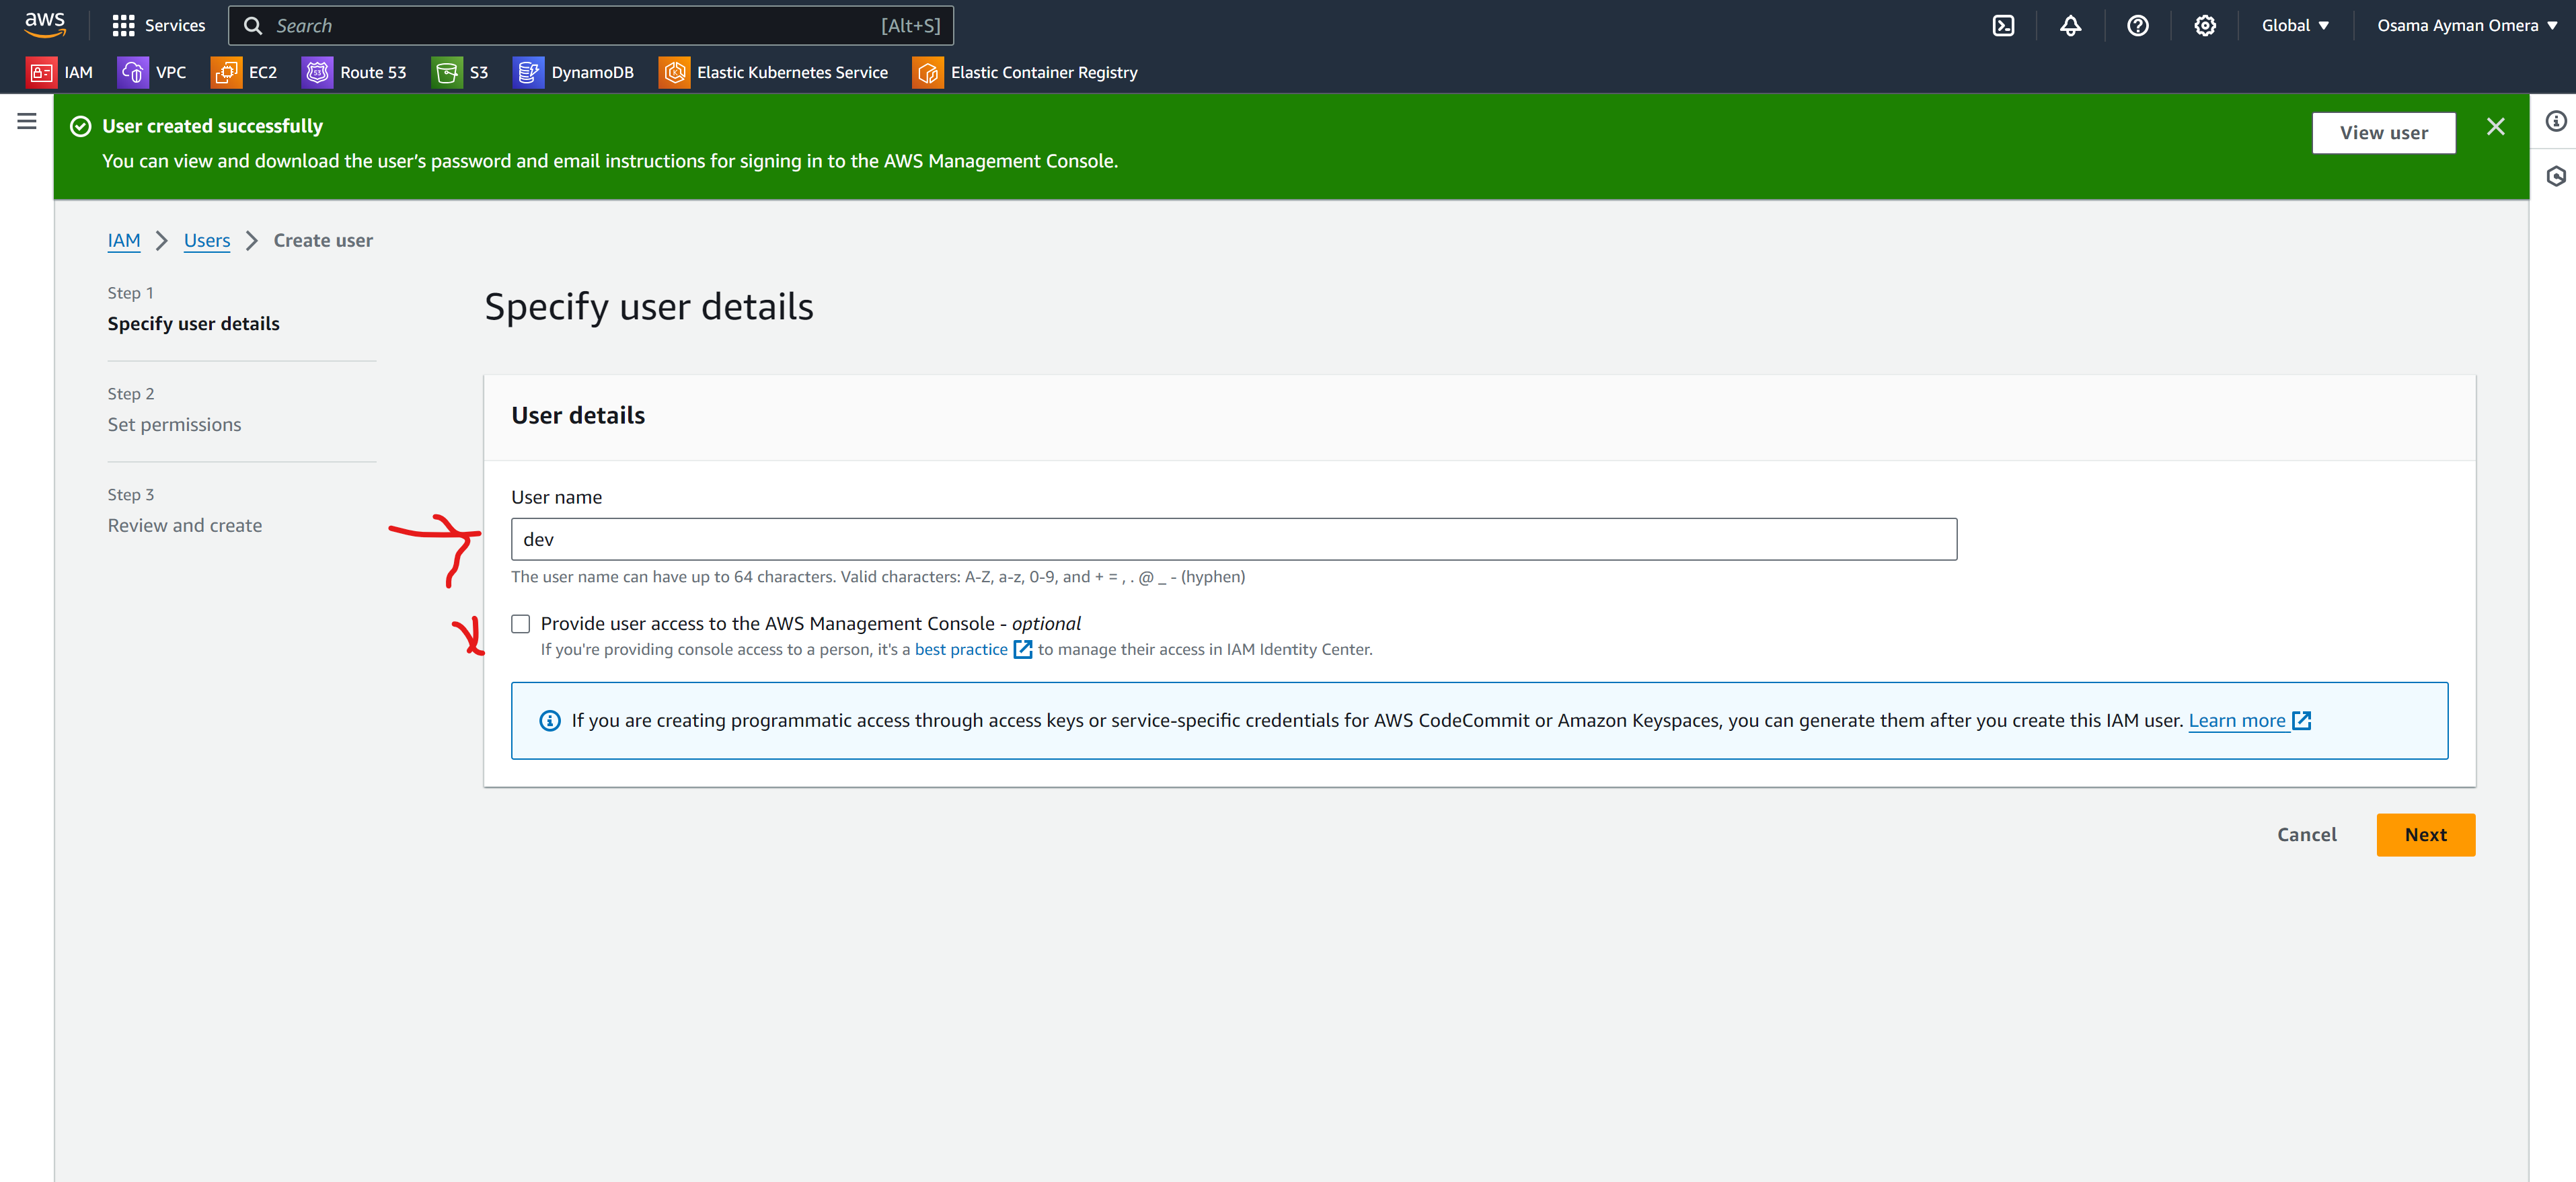 aws
Services
Search
[Alt+S]
Global
Osama Ayman Omera
IAM
VPC
EC2
53
Route 53
S3
DynamoDB
K
Elastic Kubernetes Service
Elastic Container Registry
User created successfully
You can view and download the user’s password and email instructions for signing in to the AWS Management Console.
View user
IAM
Users
Create user
Step 1
Specify user details
Step 2
Set permissions
Step 3
Review and create
Specify user details
User details
User name
dev
The user name can have up to 64 characters. Valid characters: A-Z, a-z, 0-9, and + = , . @ _ - (hyphen)
Provide user access to the AWS Management Console - optional
If you're providing console access to a person, it's a best practice to manage their access in IAM Identity Center.
If you are creating programmatic access through access keys or service-specific credentials for AWS CodeCommit or Amazon Keyspaces, you can generate them after you create this IAM user. Learn more
Cancel
Next